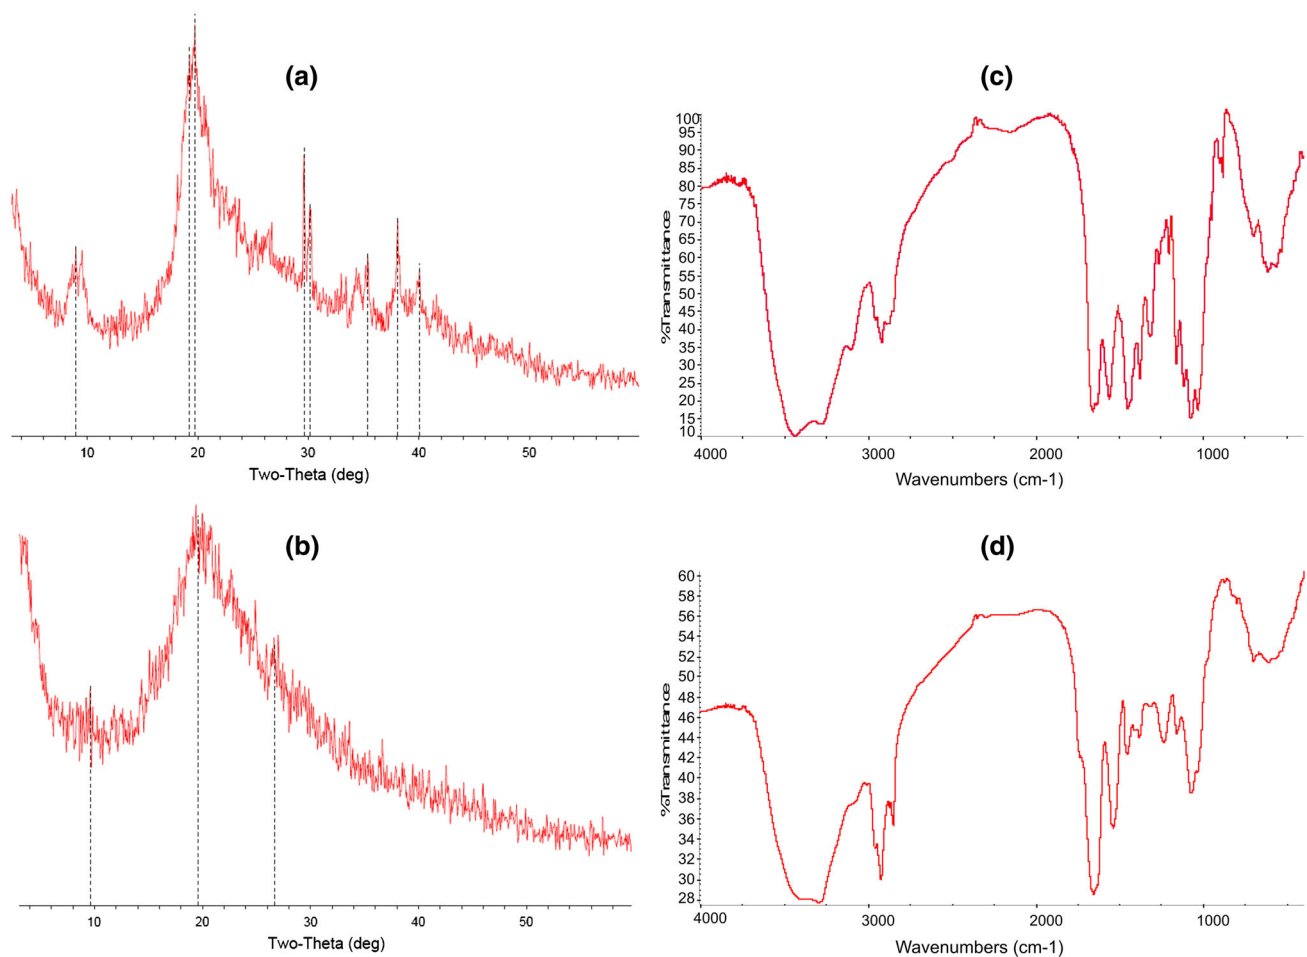 (a)
10 20 30 40 50
Two-Theta (deg)
(b)
10 20 30 40 50
Two-Theta (deg)
(c)
%Transmittance
100
95
90
85
80
75
70
65
60
55
50
45
40
35
30
25
20
15
10
4000 3000 2000 1000
Wavenumbers (cm-1)
(d)
%Transmittance
60
58
56
54
52
50
48
46
44
42
40
38
36
34
32
30
28
4000 3000 2000 1000
Wavenumbers (cm-1)